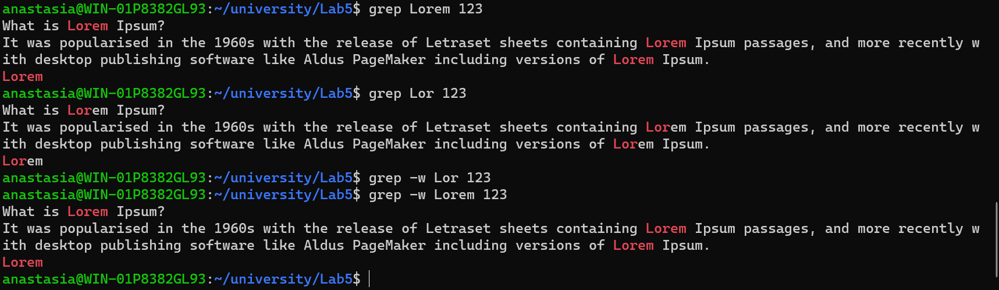 anastasia@WIN-01P8382GL93:~/university/Lab5$ grep Lorem 123
What is Lorem Ipsum?
It was popularised in the 1960s with the release of Letraset sheets containing Lorem Ipsum passages, and more recently w
ith desktop publishing software like Aldus PageMaker including versions of Lorem Ipsum.
Lorem
anastasia@WIN-01P8382GL93:~/university/Lab5$ grep Lor 123
What is Lorem Ipsum?
It was popularised in the 1960s with the release of Letraset sheets containing Lorem Ipsum passages, and more recently w
ith desktop publishing software like Aldus PageMaker including versions of Lorem Ipsum.
Lorem
anastasia@WIN-01P8382GL93:~/university/Lab5$ grep -w Lor 123
anastasia@WIN-01P8382GL93:~/university/Lab5$ grep -w Lorem 123
What is Lorem Ipsum?
It was popularised in the 1960s with the release of Letraset sheets containing Lorem Ipsum passages, and more recently w
ith desktop publishing software like Aldus PageMaker including versions of Lorem Ipsum.
Lorem
anastasia@WIN-01P8382GL93:~/university/Lab5$